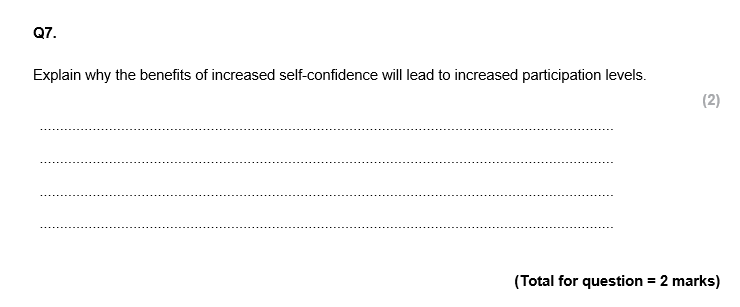 Q7.
Explain why the benefits of increased self-confidence will lead to increased participation levels.
(2)
(Total for question = 2 marks)